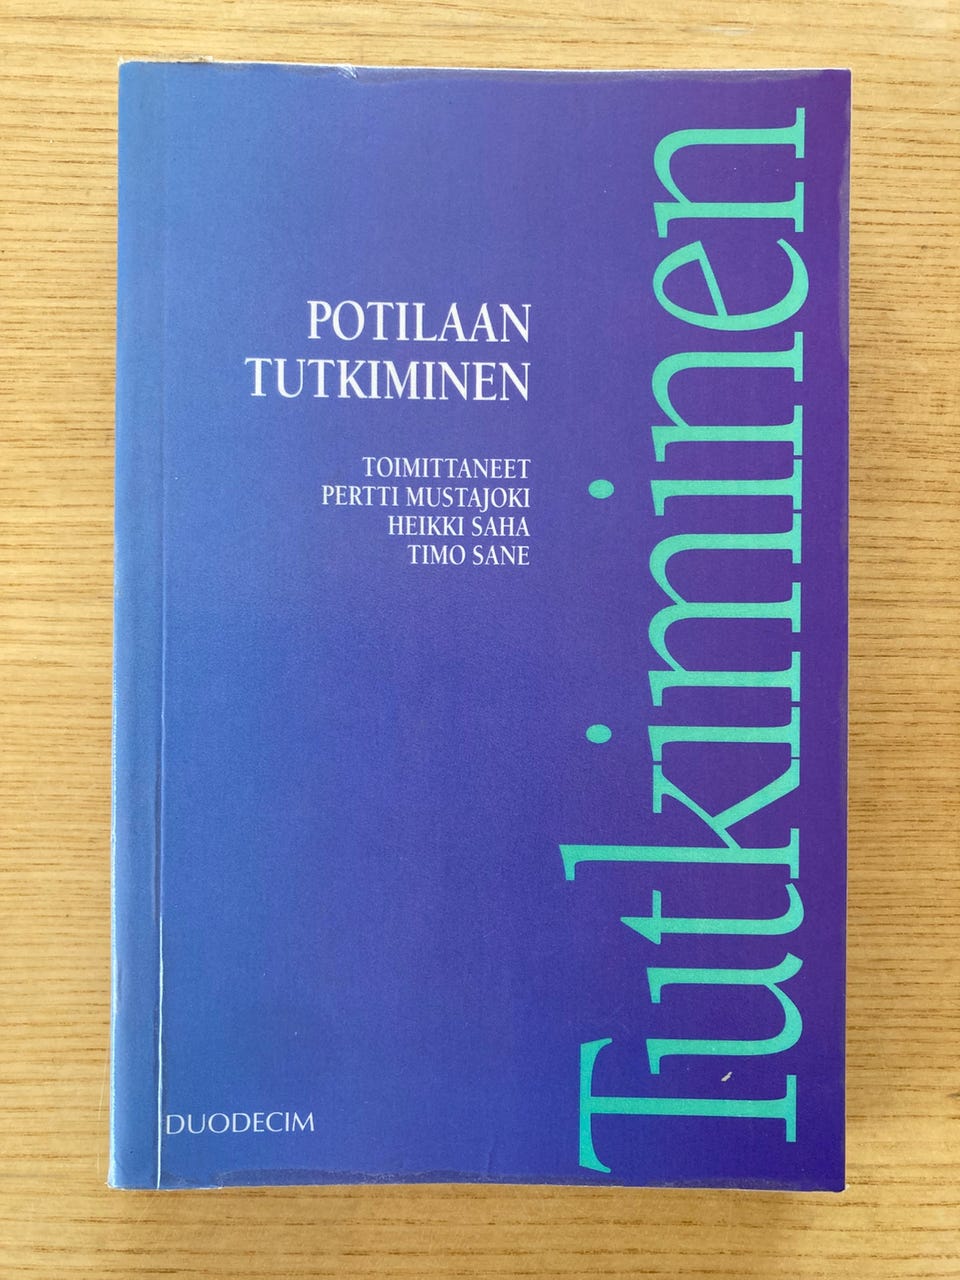 POTILAAN
TUTKIMINEN
TOIMITTANEET
PERTTI MUSTAJOKI
HEIKKI SAHA
TIMO SANE
Tutkiminen
DUODECIM